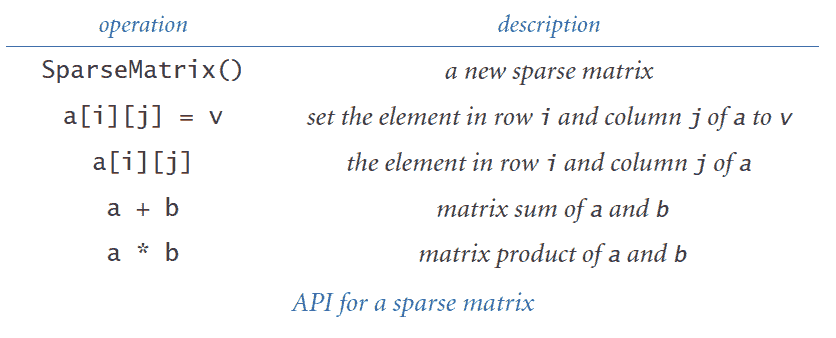 operation description
SparseMatrix() a new sparse matrix
a[i][j] = v set the element in row i and column j of a to v
a[i][j] the element in row i and column j of a
a + b matrix sum of a and b
a * b matrix product of a and b
API for a sparse matrix